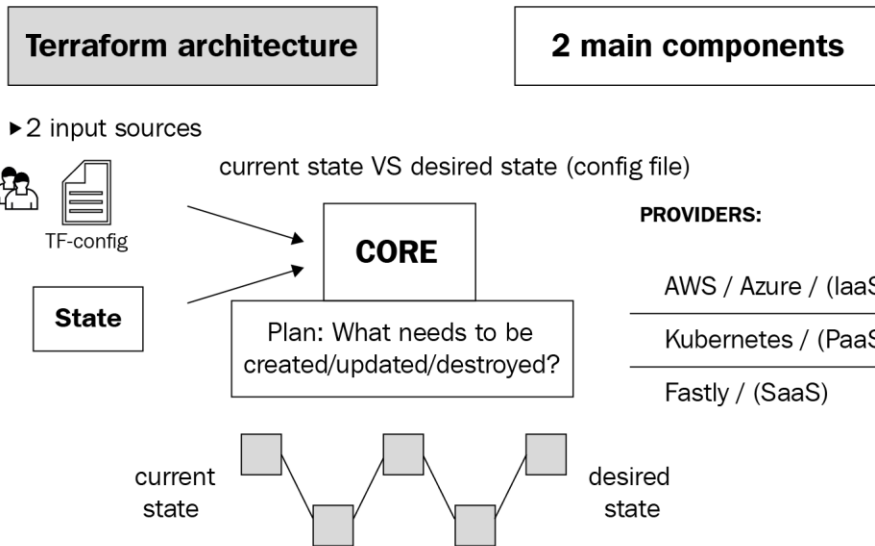 Terraform architecture
2 main components
▶2 input sources
current state VS desired state (config file)
TF-config
CORE
State
Plan: What needs to be
created/updated/destroyed?
PROVIDERS:
AWS / Azure / (IaaS
Kubernetes / (PaaS
Fastly / (SaaS)
current
state
desired
state